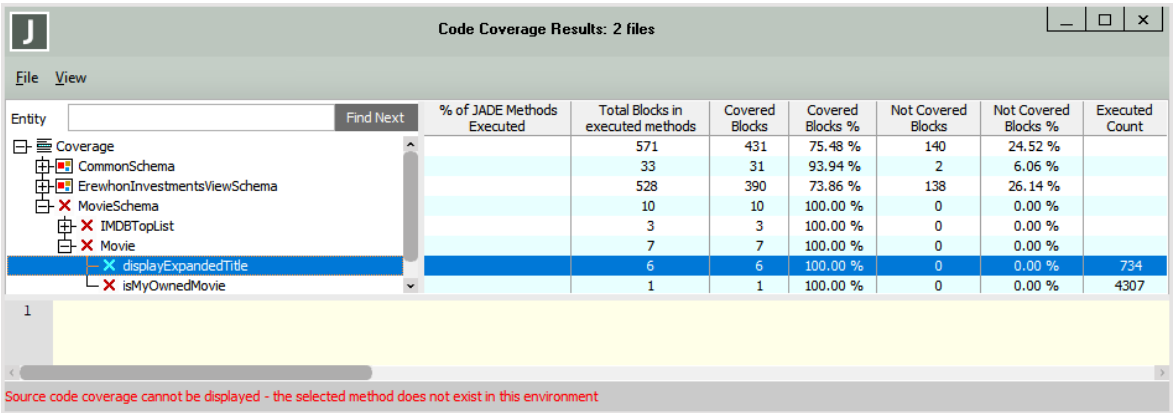 J
Code Coverage Results: 2 files
File View
Entity Find Next
% of JADE Methods Executed Total Blocks in executed methods Covered Blocks Covered Blocks % Not Covered Blocks Not Covered Blocks % Executed Count
Coverage 571 431 75.48 % 140 24.52 %
CommonSchema 33 31 93.94 % 2 6.06 %
ErewhonInvestmentsViewSchema 528 390 73.86 % 138 26.14 %
MovieSchema 10 10 100.00 % 0 0.00 %
IMDBTopList 3 3 100.00 % 0 0.00 %
Movie 7 7 100.00 % 0 0.00 %
displayExpandedTitle 6 6 100.00 % 0 0.00 % 734
isMyOwnedMovie 1 1 100.00 % 0 0.00 % 4307
1
Source code coverage cannot be displayed - the selected method does not exist in this environment